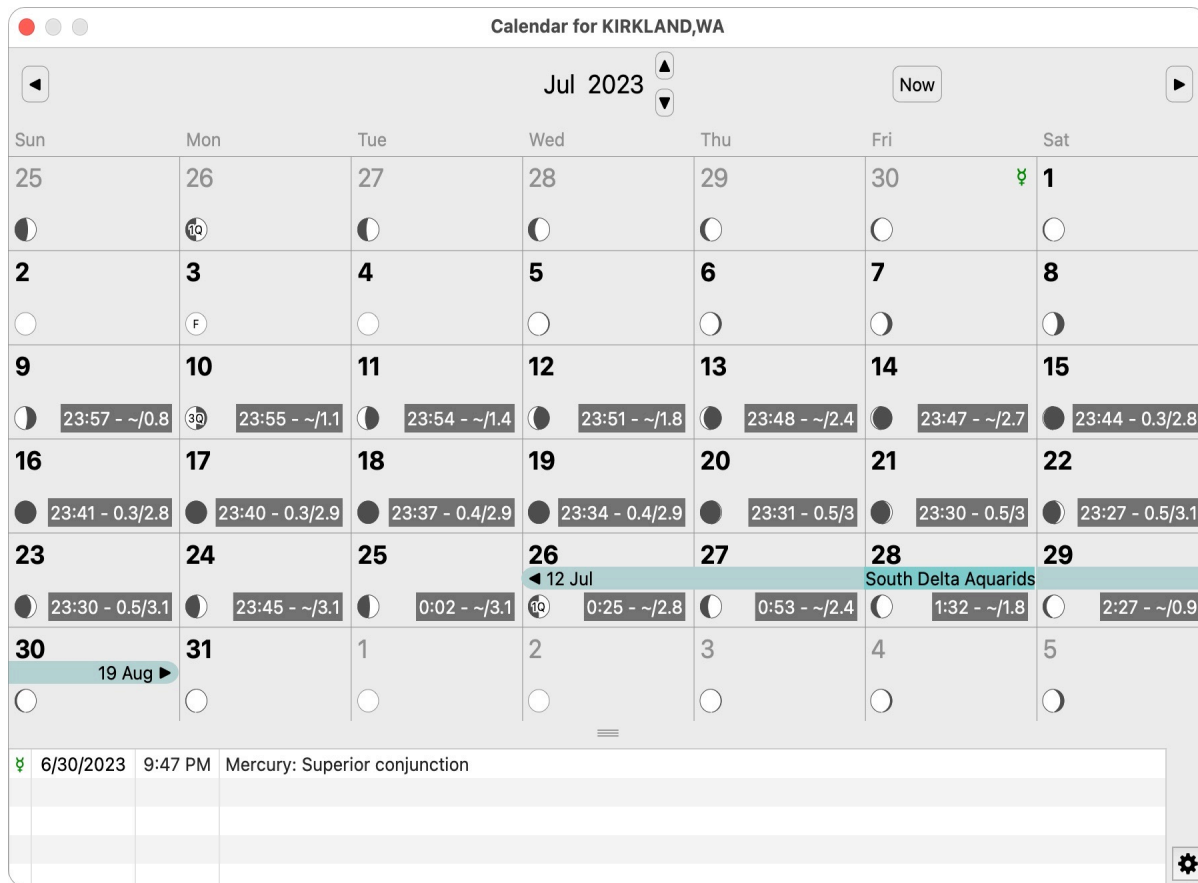 Calendar for KIRKLAND,WA
◀ Jul 2023 ▲ ▼ Now ▶
Sun Mon Tue Wed Thu Fri Sat
25 26 27 28 29 30 ☿ 1
1Q
2 3 4 5 6 7 8
F
9 10 11 12 13 14 15
23:57 - ~/0.8 3Q 23:55 - ~/1.1 23:54 - ~/1.4 23:51 - ~/1.8 23:48 - ~/2.4 23:47 - ~/2.7 23:44 - 0.3/2.8
16 17 18 19 20 21 22
23:41 - 0.3/2.8 23:40 - 0.3/2.9 23:37 - 0.4/2.9 23:34 - 0.4/2.9 23:31 - 0.5/3 23:30 - 0.5/3 23:27 - 0.5/3.1
23 24 25 26 27 28 29
◀ 12 Jul South Delta Aquarids
23:30 - 0.5/3.1 23:45 - ~/3.1 0:02 - ~/3.1 1Q 0:25 - ~/2.8 0:53 - ~/2.4 1:32 - ~/1.8 2:27 - ~/0.9
30 31 1 2 3 4 5
19 Aug ▶
☿ 6/30/2023 9:47 PM Mercury: Superior conjunction